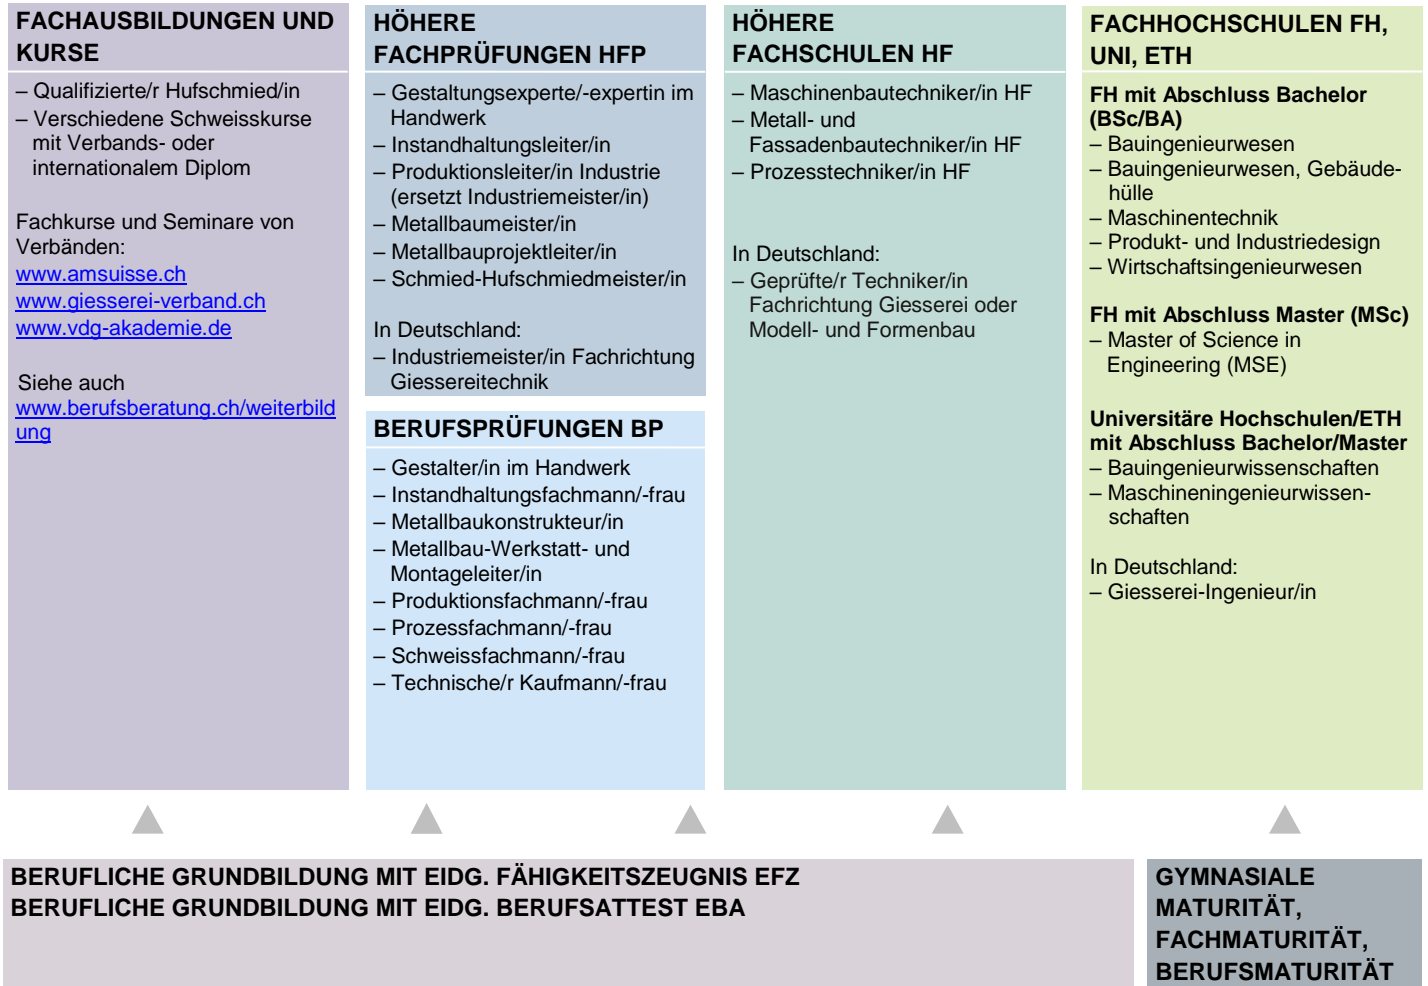 FACHAUSBILDUNGEN UND
KURSE
– Qualifizierte/r Hufschmied/in
– Verschiedene Schweisskurse
mit Verbands- oder
internationalem Diplom
Fachkurse und Seminare von
Verbänden:
www.amsuisse.ch
www.giesserei-verband.ch
www.vdg-akademie.de
Siehe auch
www.berufsberatung.ch/weiterbild
ung
HÖHERE
FACHPRÜFUNGEN HFP
– Gestaltungsexperte/-expertin im
Handwerk
– Instandhaltungsleiter/in
– Produktionsleiter/in Industrie
(ersetzt Industriemeister/in)
– Metallbaumeister/in
– Metallbauprojektleiter/in
– Schmied-Hufschmiedmeister/in
In Deutschland:
– Industriemeister/in Fachrichtung
Giessereitechnik
BERUFSPRÜFUNGEN BP
– Gestalter/in im Handwerk
– Instandhaltungsfachmann/-frau
– Metallbaukonstrukteur/in
– Metallbau-Werkstatt- und
Montageleiter/in
– Produktionsfachmann/-frau
– Prozessfachmann/-frau
– Schweissfachmann/-frau
– Technische/r Kaufmann/-frau
HÖHERE
FACHSCHULEN HF
– Maschinenbautechniker/in HF
– Metall- und
Fassadenbautechniker/in HF
– Prozesstechniker/in HF
In Deutschland:
– Geprüfte/r Techniker/in
Fachrichtung Giesserei oder
Modell- und Formenbau
FACHHOCHSCHULEN FH,
UNI, ETH
FH mit Abschluss Bachelor
(BSc/BA)
– Bauingenieurwesen
– Bauingenieurwesen, Gebäude-
hülle
– Maschinentechnik
– Produkt- und Industriedesign
– Wirtschaftsingenieurwesen
FH mit Abschluss Master (MSc)
– Master of Science in
Engineering (MSE)
Universitäre Hochschulen/ETH
mit Abschluss Bachelor/Master
– Bauingenieurwissenschaften
– Maschineningenieurwissen-
schaften
In Deutschland:
– Giesserei-Ingenieur/in
BERUFLICHE GRUNDBILDUNG MIT EIDG. FÄHIGKEITSZEUGNIS EFZ
BERUFLICHE GRUNDBILDUNG MIT EIDG. BERUFSATTEST EBA
GYMNASIALE
MATURITÄT,
FACHMATURITÄT,
BERUFSMATURITÄT